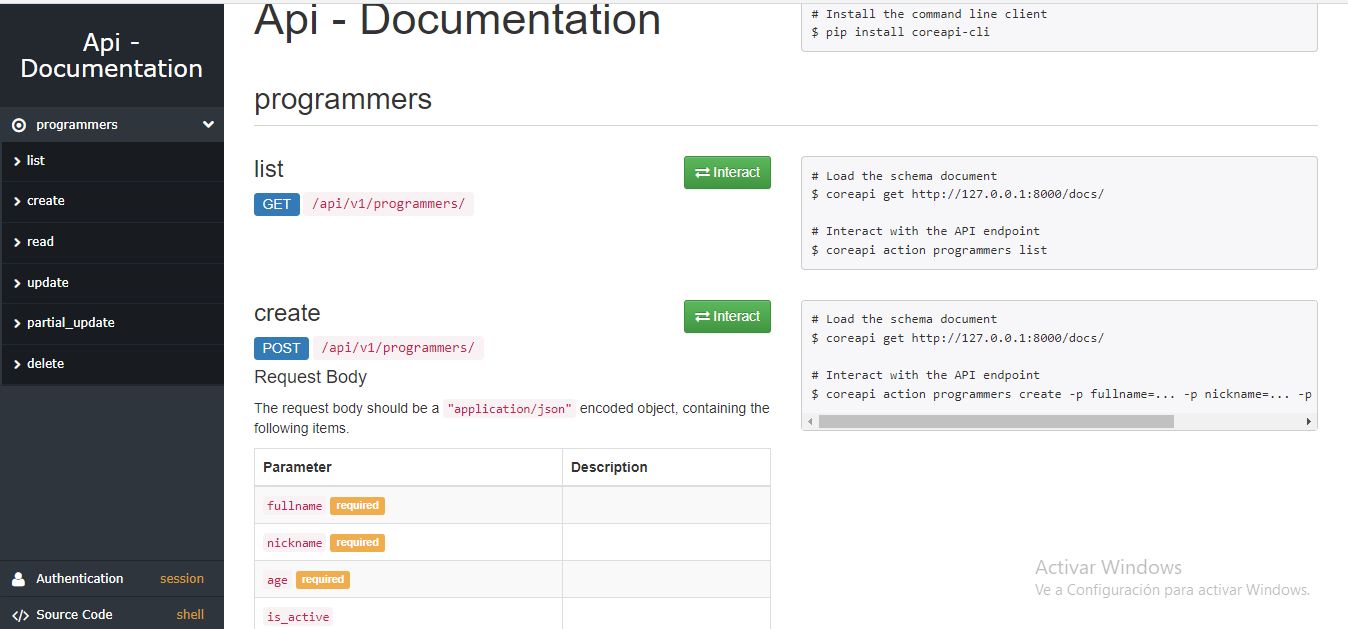 Api -
Documentation
programmers
list
create
read
update
partial_update
delete
Authentication session
Source Code shell
Api - Documentation
# Install the command line client
$ pip install coreapi-cli
programmers
list
Interact
GET /api/v1/programmers/
# Load the schema document
$ coreapi get http://127.0.0.1:8000/docs/
# Interact with the API endpoint
$ coreapi action programmers list
create
Interact
POST /api/v1/programmers/
Request Body
The request body should be a "application/json" encoded object, containing the
following items.
Parameter Description
fullname required
nickname required
age required
is_active
# Load the schema document
$ coreapi get http://127.0.0.1:8000/docs/
# Interact with the API endpoint
$ coreapi action programmers create -p fullname=... -p nickname=... -p
Activar Windows
Ve a Configuración para activar Windows.